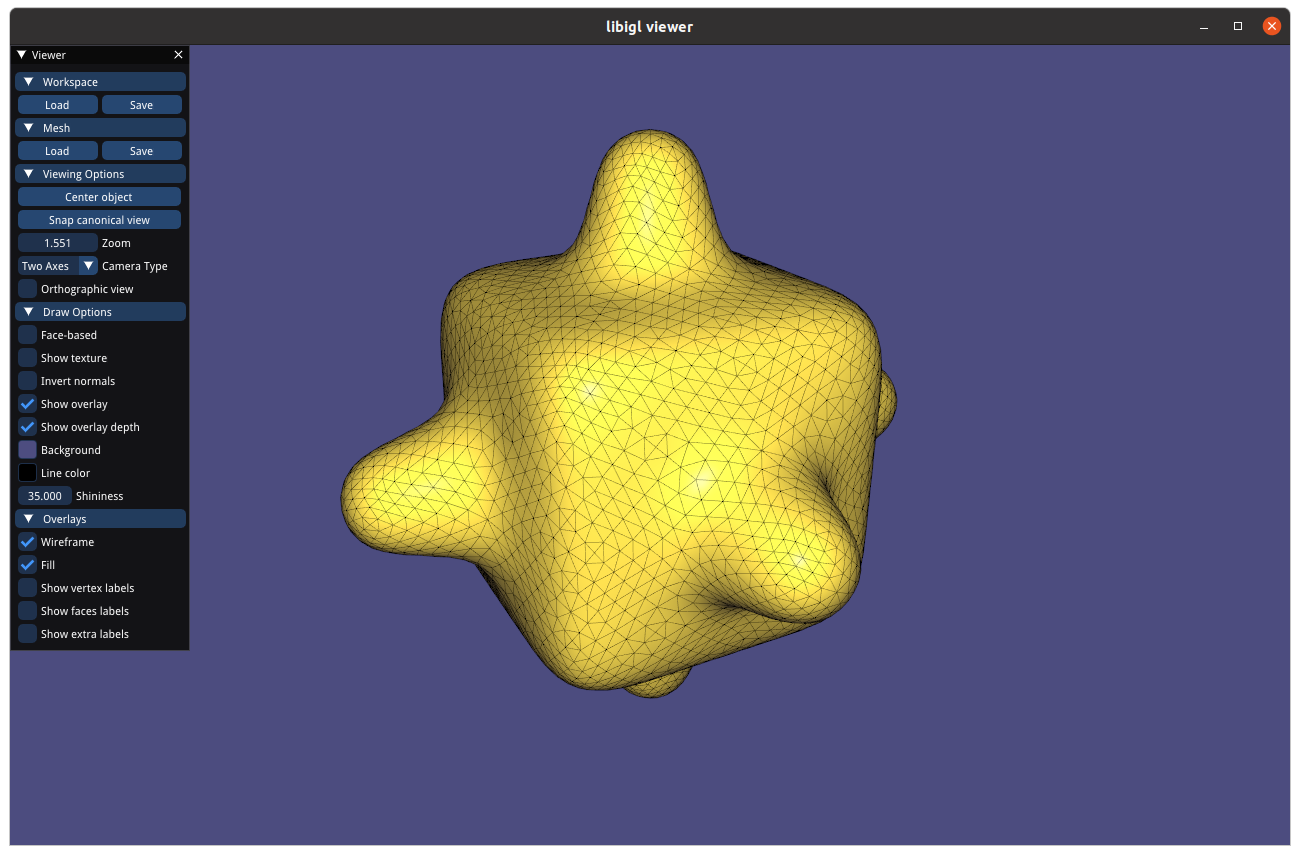 libigl viewer
Viewer
Workspace
Load Save
Mesh
Load Save
Viewing Options
Center object
Snap canonical view
1.551 Zoom
Two Axes Camera Type
Orthographic view
Draw Options
Face-based
Show texture
Invert normals
Show overlay
Show overlay depth
Background
Line color
35.000 Shininess
Overlays
Wireframe
Fill
Show vertex labels
Show faces labels
Show extra labels